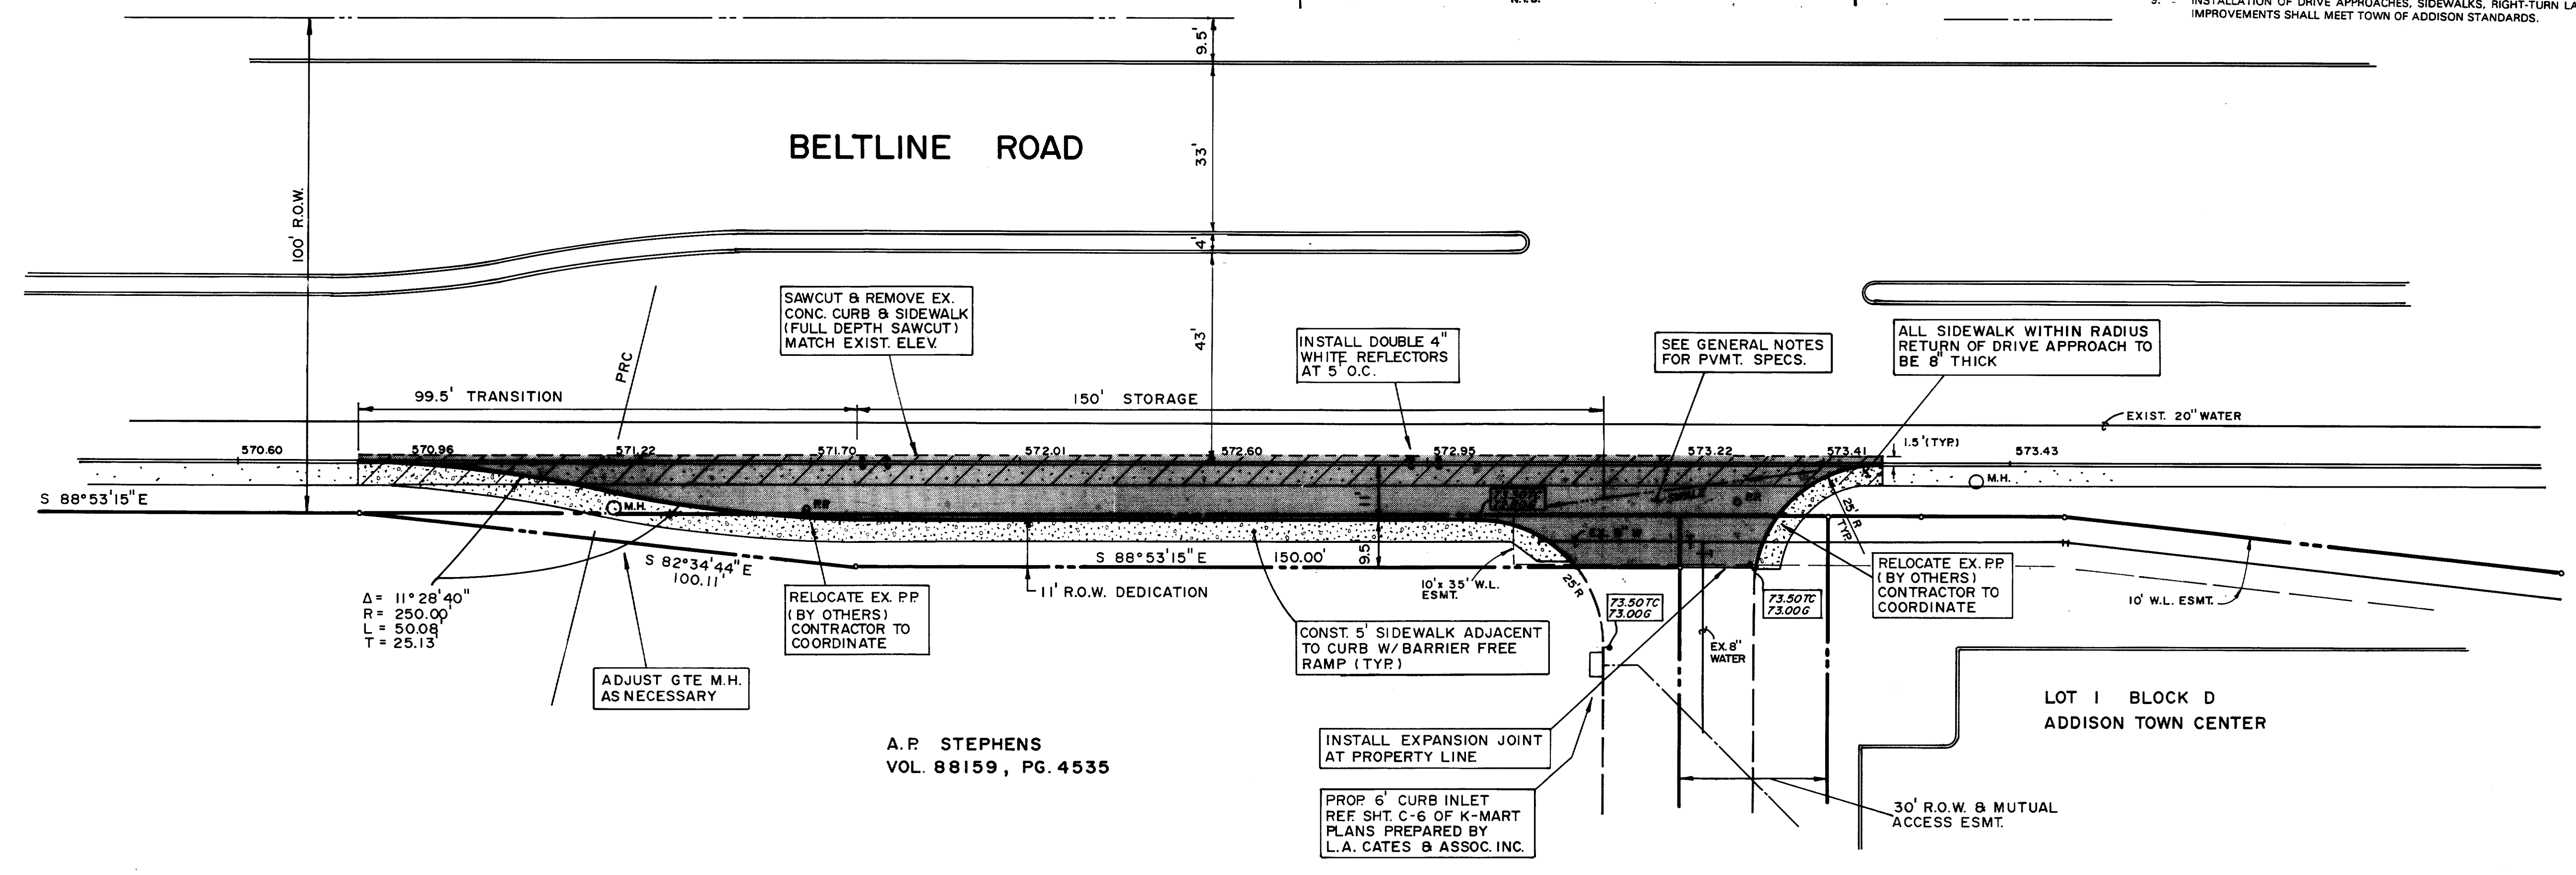 N.T.S.
9. - INSTALLATION OF DRIVE APPROACHES, SIDEWALKS, RIGHT-TURN LA
IMPROVEMENTS SHALL MEET TOWN OF ADDISON STANDARDS.
9.5'
BELTLINE ROAD
33'
100' R.O.W.
4'
43'
PRC
SAWCUT & REMOVE EX.
CONC. CURB & SIDEWALK
(FULL DEPTH SAWCUT)
MATCH EXIST. ELEV.
INSTALL DOUBLE 4"
WHITE REFLECTORS
AT 5' O.C.
SEE GENERAL NOTES
FOR PVMT. SPECS.
ALL SIDEWALK WITHIN RADIUS
RETURN OF DRIVE APPROACH TO
BE 8" THICK
99.5' TRANSITION
150' STORAGE
EXIST. 20" WATER
570.60
570.96
571.22
571.70
572.01
572.60
572.95
573.22
573.41
1.5' (TYP.)
573.43
S 88°53'15" E
M.H.
P.P.
11'
73.50TC
SWALE
P.P.
M.H.
25' R
TYP.
EX. 8" W
9.5'
S 82°34'44" E
100.11'
S 88°53'15" E 150.00'
10' x 35' W.L.
ESMT.
25' R
11' R.O.W. DEDICATION
Δ = 11°28'40"
R = 250.00'
L = 50.08'
T = 25.13'
RELOCATE EX. P.P.
(BY OTHERS)
CONTRACTOR TO
COORDINATE
73.50TC
73.00G
73.50TC
73.00G
RELOCATE EX. P.P.
(BY OTHERS)
CONTRACTOR TO
COORDINATE
10' W.L. ESMT.
CONST. 5' SIDEWALK ADJACENT
TO CURB W/BARRIER FREE
RAMP (TYP.)
EX. 8"
WATER
ADJUST GTE M.H.
AS NECESSARY
LOT 1 BLOCK D
ADDISON TOWN CENTER
A.P. STEPHENS
VOL. 88159, PG. 4535
INSTALL EXPANSION JOINT
AT PROPERTY LINE
PROP. 6' CURB INLET
REF. SHT. C-6 OF K-MART
PLANS PREPARED BY
L.A. CATES & ASSOC. INC.
30' R.O.W. & MUTUAL
ACCESS ESMT.